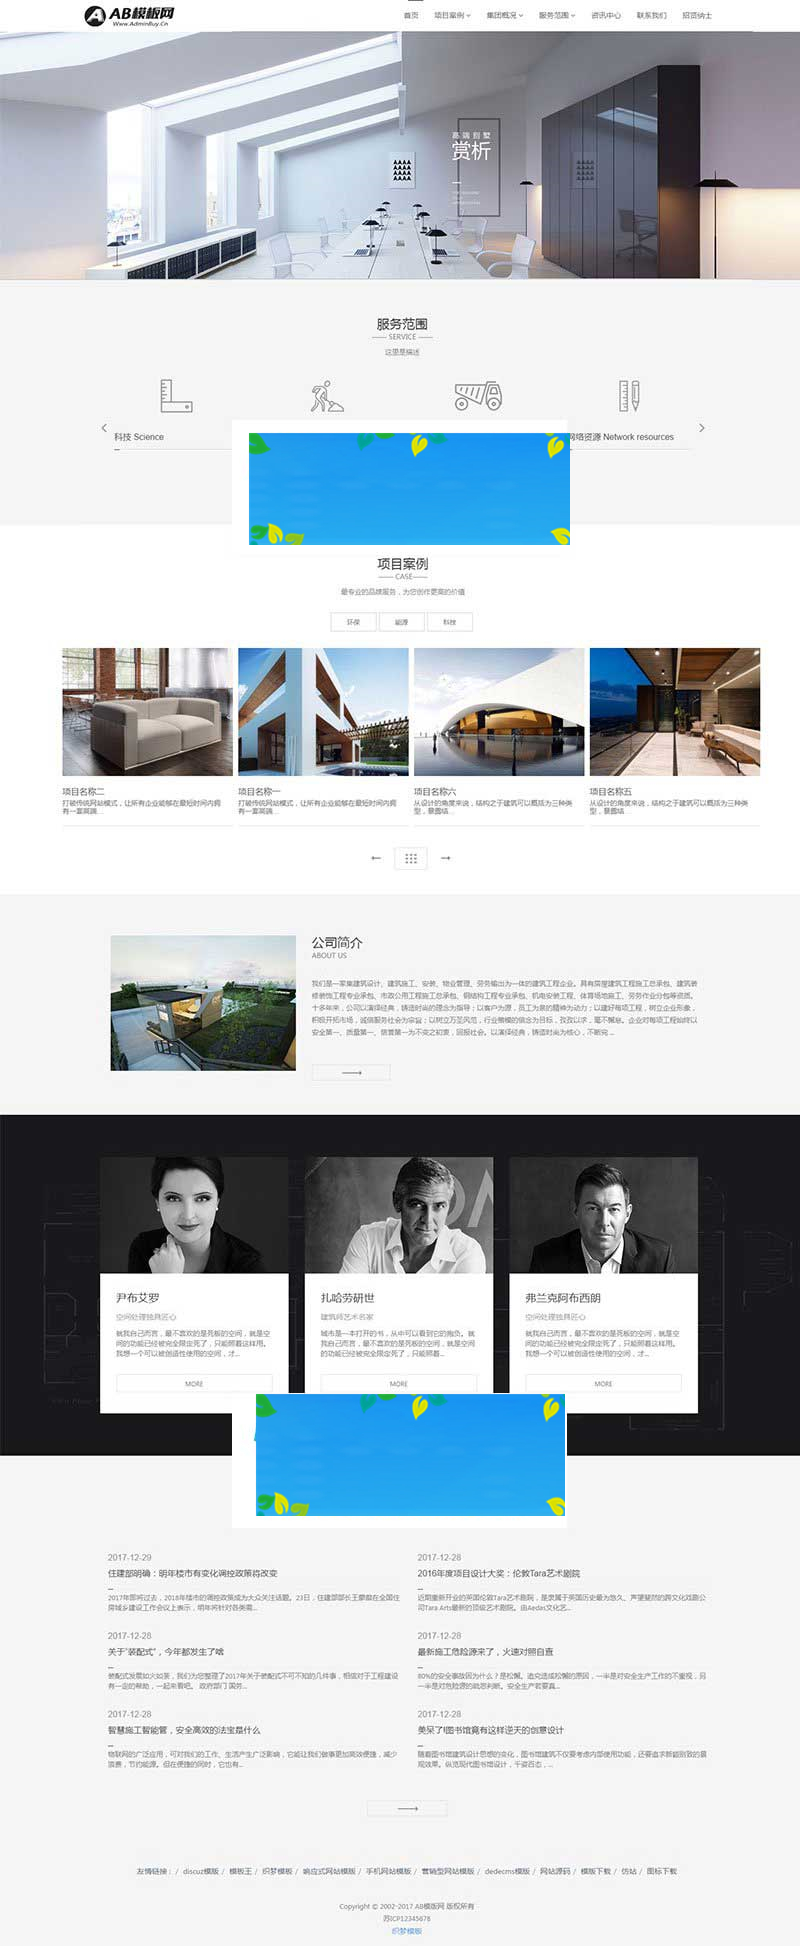 AB模板网
Www.AdminBuy.Cn
首页 项目案例 集团概况 服务范围 资讯中心 联系我们 招贤纳士
高端别墅
赏析
服务范围
SERVICE
这里是描述
科技 Science
网络资源 Network resources
项目案例
CASE
最专业的品牌服务，为您创作更高的价值
环保 能源 科技
项目名称二
打破传统网站模式，让所有企业能够在最短时间内拥
有一套高端...
项目名称一
打破传统网站模式，让所有企业能够在最短时间内拥
有一套高端...
项目名称六
从设计的角度来说，结构之于建筑可以概括为三种类
型，暴露结...
项目名称五
从设计的角度来说，结构之于建筑可以概括为三种类
型，暴露结...
公司简介
ABOUT US
我们是一家集建筑设计、建筑施工、安装、物业管理、劳务输出为一体的建筑工程企业。具有房屋建筑工程施工总承包、建筑装
修装饰工程专业承包、市政公用工程施工总承包、钢结构工程专业承包、机电安装工程、体育场地施工、劳务作业分包等资质。
十多年来，公司以演绎经典，铸造时尚的理念为指导；以客户为源，员工为泉的精神为动力；以建好每项工程，树立企业形象，
积极开拓市场，诚信服务社会为宗旨；以树立万圣风范，行业楷模的信念为目标，孜孜以求，毫不懈怠。企业对每项工程始终以
安全第一、质量第一、信誉第一为不变之初衷，回报社会。以演绎经典，铸造时尚为核心，不断完 ...
尹布艾罗
空间处理独具匠心
就我自己而言，最不喜欢的是死板的空间，就是空
间的功能已经被完全限定死了，只能照着这样用。
我想一个可以被创造性使用的空间，才...
MORE
扎哈劳研世
建筑师艺术名家
城市是一本打开的书，从中可以看到它的抱负。就
我自己而言，最不喜欢的是死板的空间，就是空间
的功能已经被完全限定死了，只能照着...
MORE
弗兰克阿布西朗
空间处理独具匠心
就我自己而言，最不喜欢的是死板的空间，就是空
间的功能已经被完全限定死了，只能照着这样用。
我想一个可以被创造性使用的空间，才...
MORE
2017-12-29
住建部明确：明年楼市有变化调控政策将改变
2017年即将过去，2018年楼市的调控政策成为大众关注话题。23日，住建部部长王蒙徽在全国住
房城乡建设工作会议上表示，明年将针对各类需...
2017-12-28
2016年度项目设计大奖：伦敦Tara艺术剧院
近期重新开业的英国伦敦Tara艺术剧院，是隶属于英国历史最为悠久、声望斐然的跨文化戏剧公
司Tara Arts最新的顶级艺术剧院。由Aedas文化艺...
2017-12-28
关于“装配式”，今年都发生了啥
装配式发展如火如荼，我们为您整理了2017年关于装配式不可不知的几件事，相信对于工程建设
有一定的帮助，一起来看吧。 政府部门 国务...
2017-12-28
最新施工危险源来了，火速对照自查
80%的安全事故因为什么？是松懈。追究造成松懈的原因，一半是对安全生产工作的不重视，另
一半是对危险源的疏忽判断。安全生产若要真...
2017-12-28
智慧施工智能管，安全高效的法宝是什么
物联网的广泛应用，可对我们的工作、生活产生广泛影响，它能让我们做事更加高效便捷，减少
浪费，节约能源。但在便捷的同时，它也有...
2017-12-28
美呆了!图书馆竟有这样逆天的创意设计
随着图书馆建筑设计思想的变化，图书馆建筑不仅要考虑内部使用功能，还要追求新颖别致的景
观效果。纵览现代图书馆设计，千姿百态，...
友情链接： / discuz模版 / 模板王 / 织梦模板 / 响应式网站模版 / 手机网站模版 / 营销型网站模版 / dedecms模版 / 网站源码 / 模版下载 / 仿站 / 图标下载
Copyright © 2002-2017 AB模版网 版权所有
苏ICP12345678
织梦模板